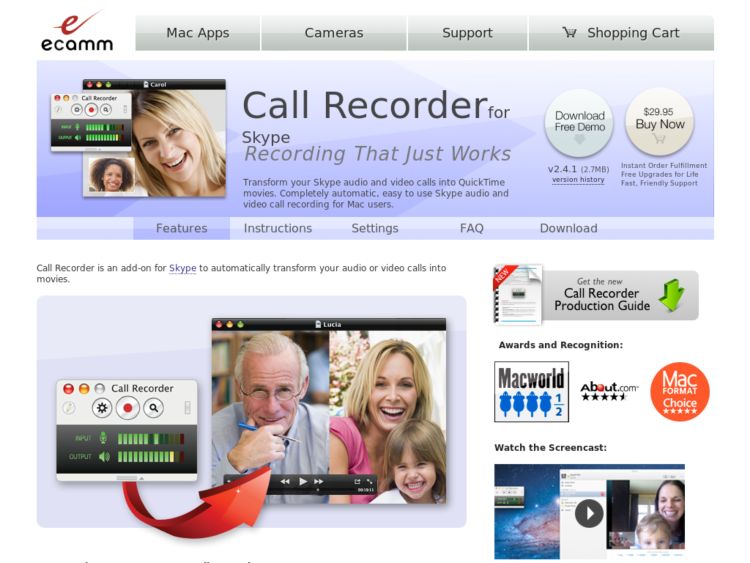 ecamm
Mac Apps
Cameras
Support
Shopping Cart
Carol
INPUT
OUTPUT
Call Recorder for
Skype
Recording That Just Works
Transform your Skype audio and video calls into QuickTime
movies. Completely automatic, easy to use Skype audio and
video call recording for Mac users.
Download
Free Demo
v2.4.1 (2.7MB)
version history
$29.95
Buy Now
Instant Order Fulfillment
Free Upgrades for Life
Fast, Friendly Support
Features
Instructions
Settings
FAQ
Download
Call Recorder is an add-on for Skype to automatically transform your audio or video calls into
movies.
Lucia
Call Recorder
INPUT
OUTPUT
NEW
Get the new
Call Recorder
Production Guide
Awards and Recognition:
Macworld
1/2
About.com
Mac
FORMAT
Choice
Watch the Screencast: